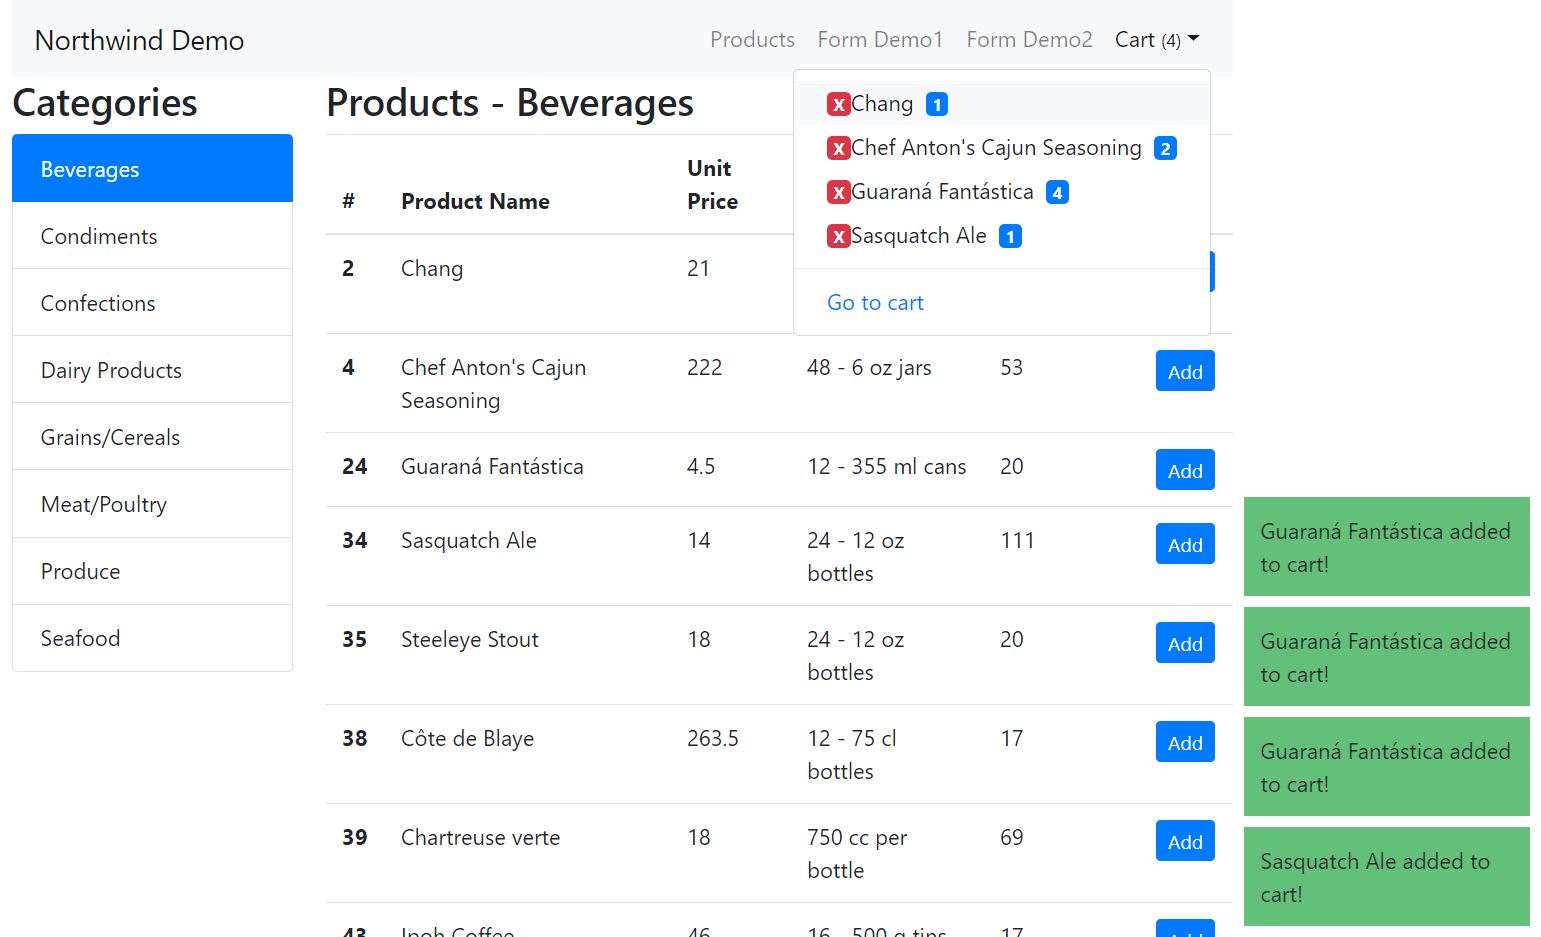 Northwind Demo
Products Form Demo1 Form Demo2 Cart (4)
X Chang 1
X Chef Anton's Cajun Seasoning 2
X Guaraná Fantástica 4
X Sasquatch Ale 1
Go to cart
Categories
Beverages
Condiments
Confections
Dairy Products
Grains/Cereals
Meat/Poultry
Produce
Seafood
Products - Beverages
# Product Name Unit
Price
2 Chang 21
4 Chef Anton's Cajun 222 48 - 6 oz jars 53 Add
Seasoning
24 Guaraná Fantástica 4.5 12 - 355 ml cans 20 Add
34 Sasquatch Ale 14 24 - 12 oz 111 Add
bottles
35 Steeleye Stout 18 24 - 12 oz 20 Add
bottles
38 Côte de Blaye 263.5 12 - 75 cl 17 Add
bottles
39 Chartreuse verte 18 750 cc per 69 Add
bottle
43 Ipoh Coffee 46 16 - 500 g tins 17 Add
Guaraná Fantástica added
to cart!
Guaraná Fantástica added
to cart!
Guaraná Fantástica added
to cart!
Sasquatch Ale added to
cart!